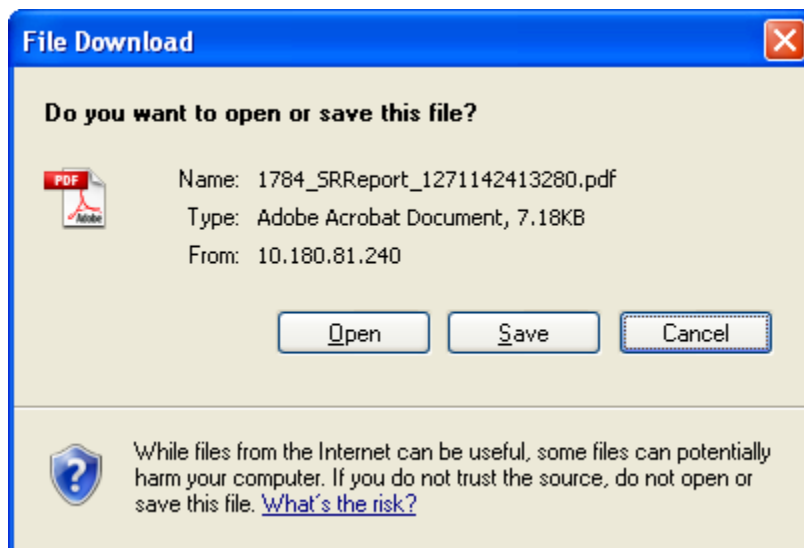 File Download
Do you want to open or save this file?
PDF
Adobe
Name: 1784_SRReport_1271142413280.pdf
Type: Adobe Acrobat Document, 7.18KB
From: 10.180.81.240
Open Save Cancel
While files from the Internet can be useful, some files can potentially
harm your computer. If you do not trust the source, do not open or
save this file. What's the risk?